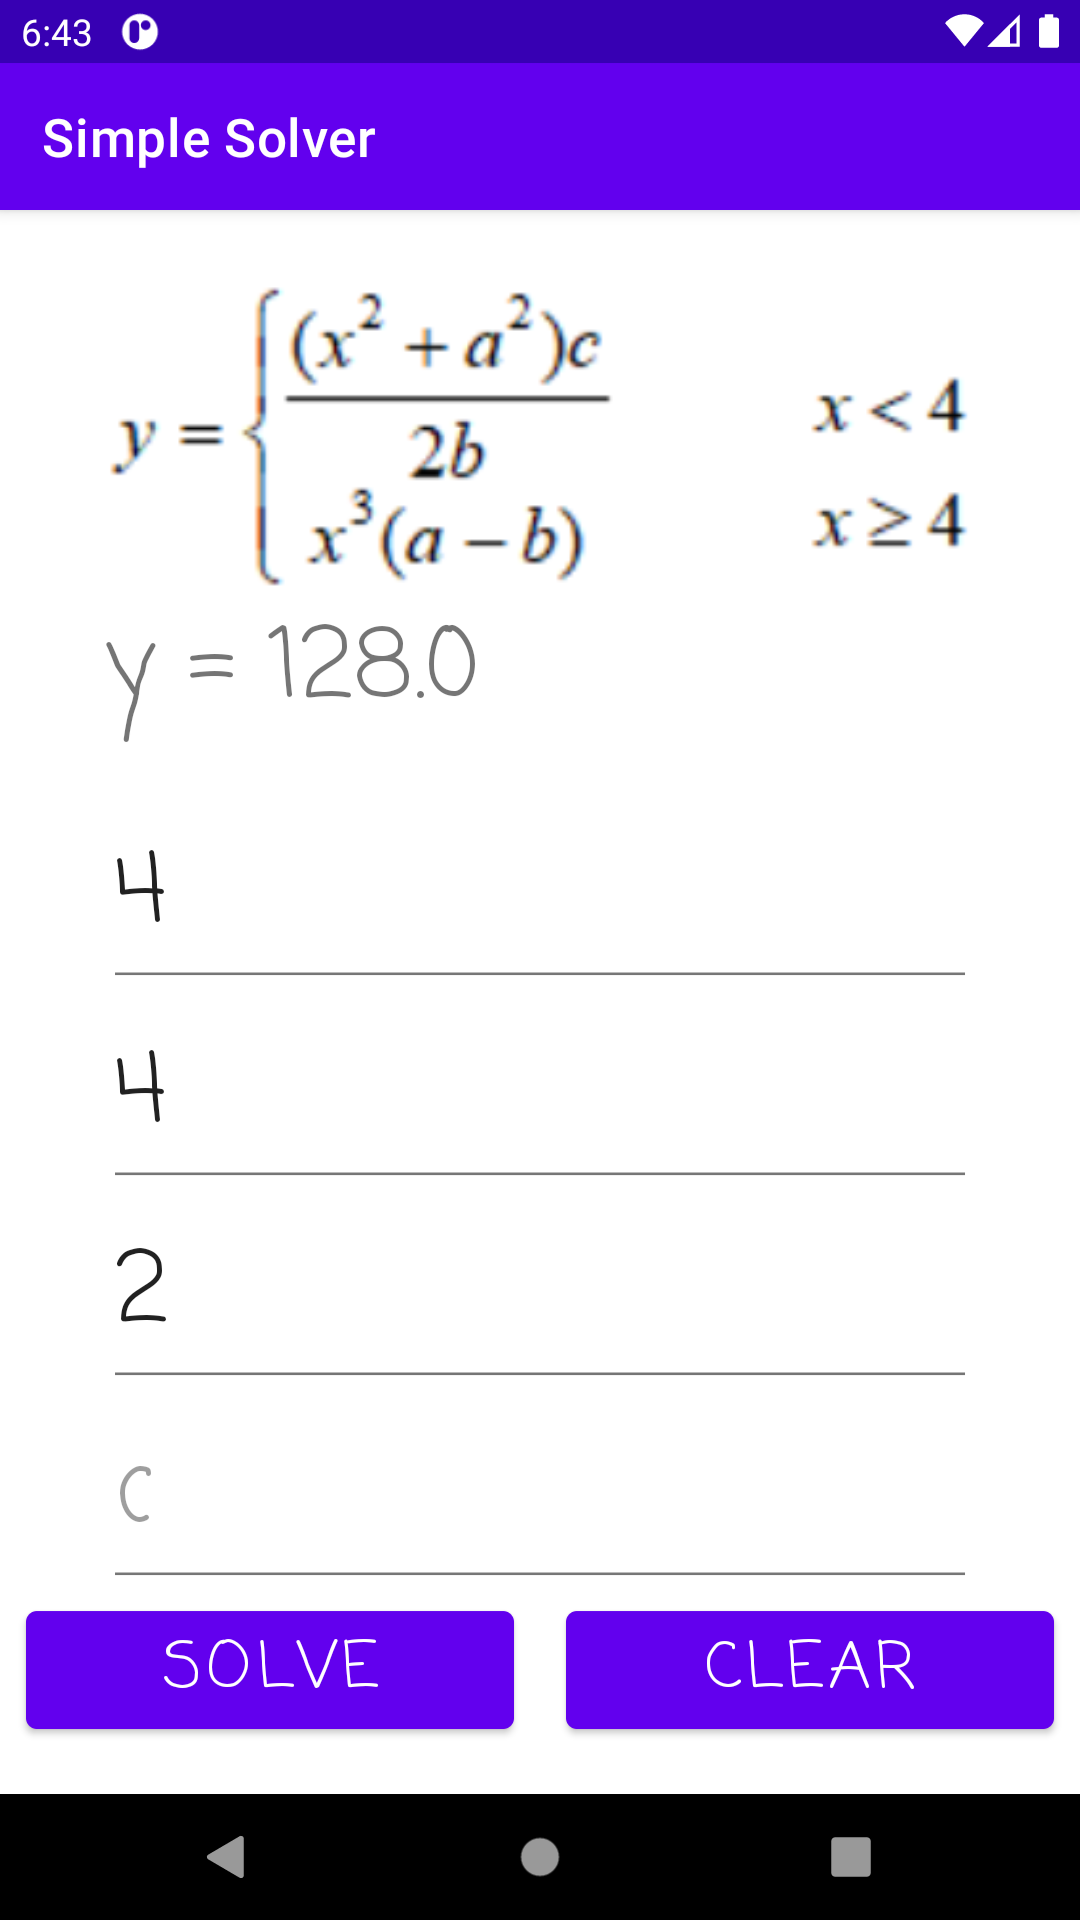 6:43
Simple Solver
y = { (x² + a²)c / 2b    x < 4
x³(a − b)    x ≥ 4
y = 128.0
4
4
2
C
SOLVE CLEAR